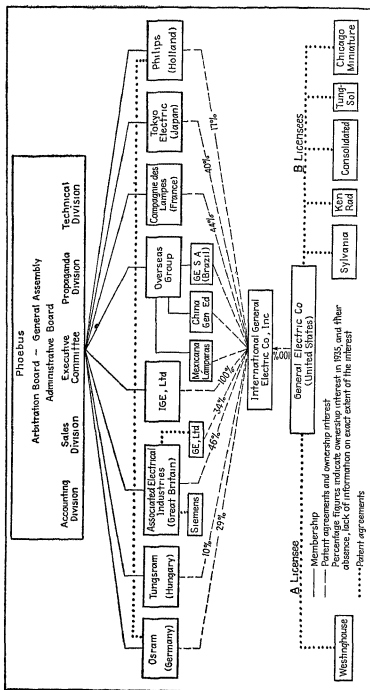 Phoebus
Arbitration Board – General Assembly
Administrative Board
Accounting Division
Sales Division
Executive Committee
Propaganda Division
Technical Division
Osram (Germany)
Tungsram (Hungary)
Associated Electrical Industries (Great Britain)
IGE, Ltd
Overseas Group
Compagne des Lampes (France)
Tokyo Electric (Japan)
Philips (Holland)
Siemens
GE, Ltd
Mexicana Lamparas
China Gen Ed
GE S A (Brazil)
29%
10%
46%
34%
100%
44%
40%
17%
International General Electric Co, Inc
100%
General Electric Co (United States)
A Licensee
B Licensees
Westinghouse
Sylvania
Ken Rad
Consolidated
Tung-Sol
Chicago Miniature
Membership
Patent agreements and ownership interest
Percentage figures indicate ownership interest in 1935, and their
absence, lack of information on exact extent of the interest
Patent agreements